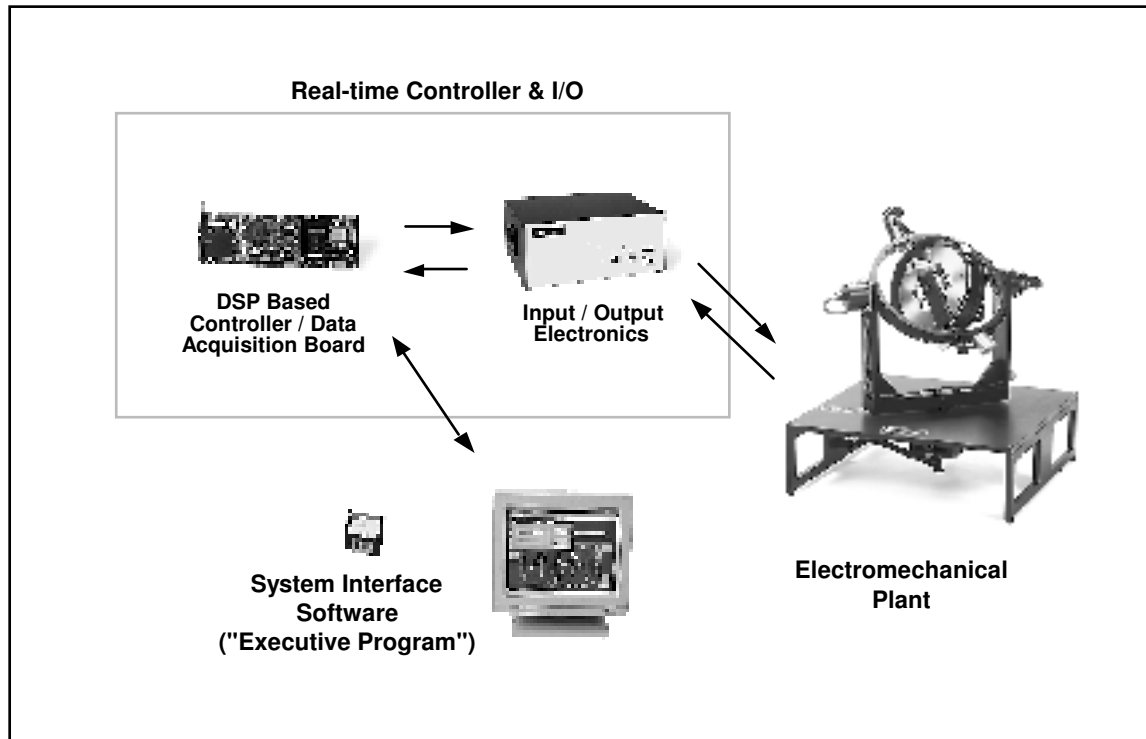 Real-time Controller & I/O
DSP Based
Controller / Data
Acquisition Board
Input / Output
Electronics
System Interface
Software
("Executive Program")
Electromechanical
Plant